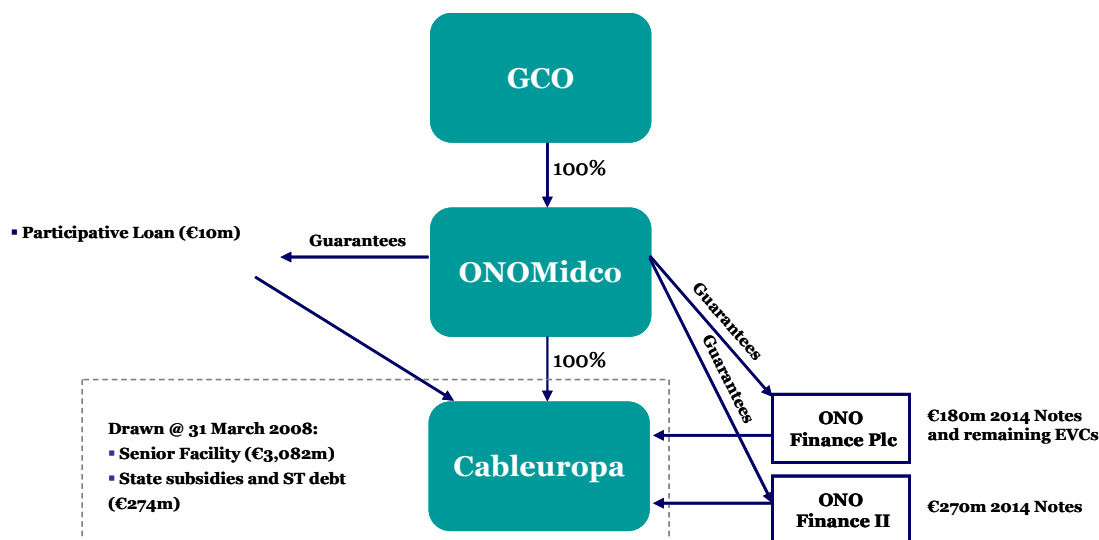 GCO
100%
▪ Participative Loan (€10m)
Guarantees
ONOMidco
Guarantees
Guarantees
100%
Drawn @ 31 March 2008:
▪ Senior Facility (€3,082m)
▪ State subsidies and ST debt
(€274m)
Cableuropa
ONO
Finance Plc
€180m 2014 Notes
and remaining EVCs
ONO
Finance II
€270m 2014 Notes